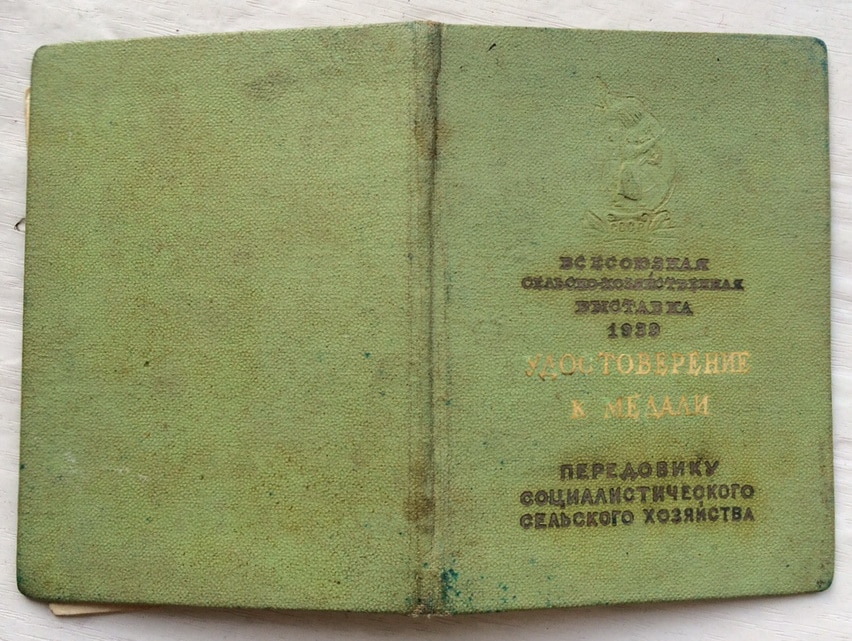 ВСЕСОЮЗНАЯ
СЕЛЬСКО-ХОЗЯЙСТВЕННАЯ
ВЫСТАВКА
1939
УДОСТОВЕРЕНИЕ
К МЕДАЛИ
ПЕРЕДОВИКУ
СОЦИАЛИСТИЧЕСКОГО
СЕЛЬСКОГО ХОЗЯЙСТВА